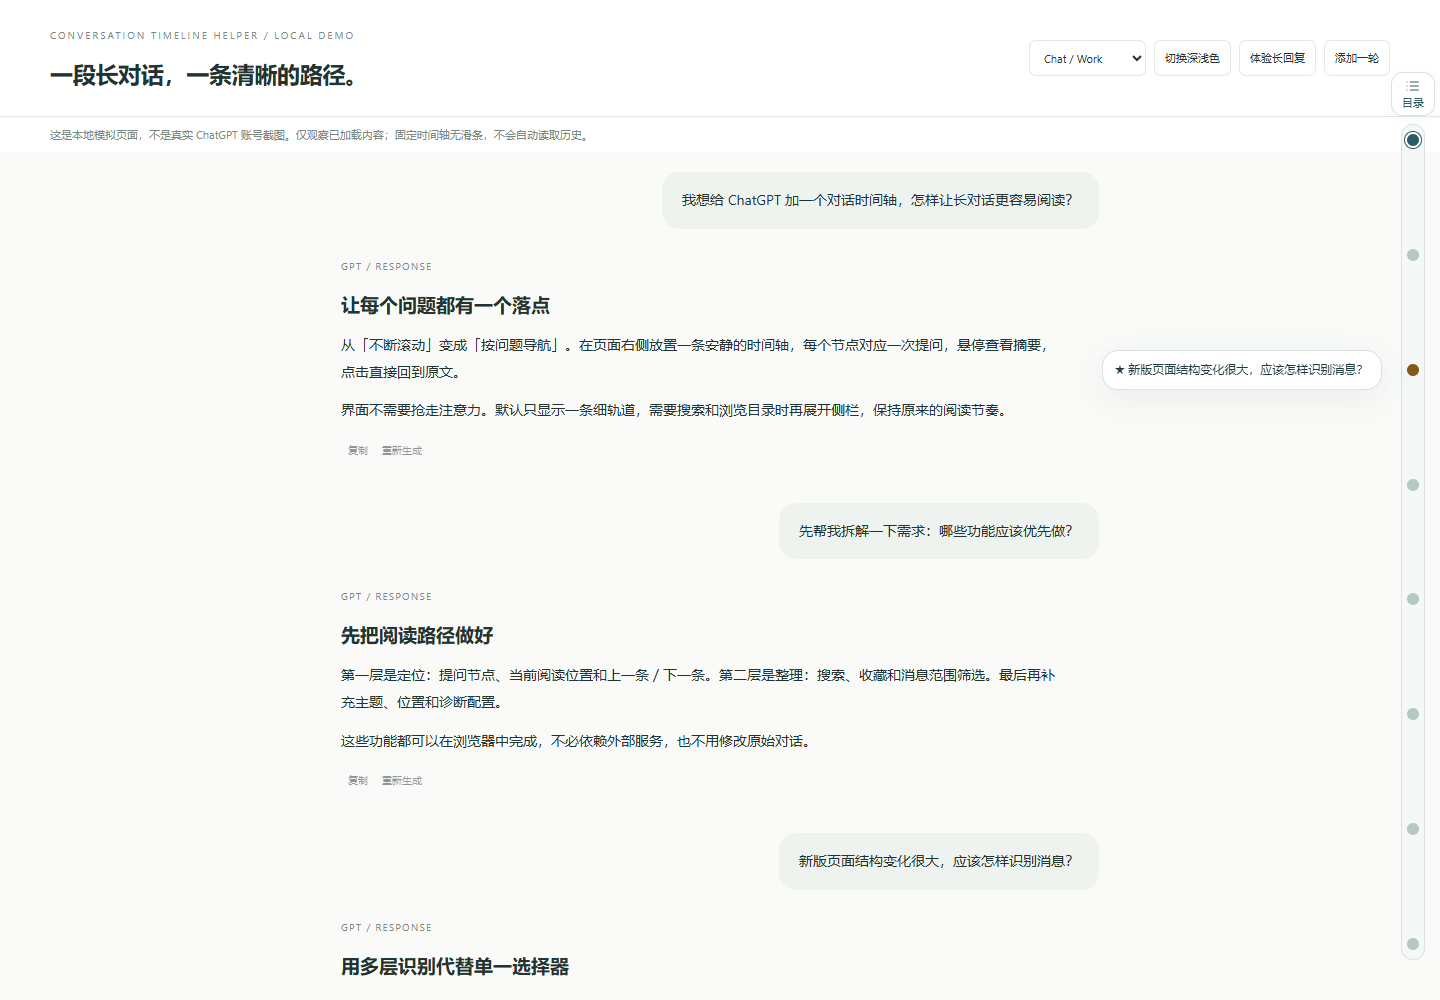 CONVERSATION TIMELINE HELPER / LOCAL DEMO
一段长对话，一条清晰的路径。
Chat / Work
切换深浅色
体验长回复
添加一轮
目录
这是本地模拟页面，不是真实 ChatGPT 账号截图。仅观察已加载内容；固定时间轴无滑条，不会自动读取历史。
我想给 ChatGPT 加一个对话时间轴，怎样让长对话更容易阅读？
GPT / RESPONSE
让每个问题都有一个落点
从「不断滚动」变成「按问题导航」。在页面右侧放置一条安静的时间轴，每个节点对应一次提问，悬停查看摘要，
点击直接回到原文。
★ 新版页面结构变化很大，应该怎样识别消息？
界面不需要抢走注意力。默认只显示一条细轨道，需要搜索和浏览目录时再展开侧栏，保持原来的阅读节奏。
复制 重新生成
先帮我拆解一下需求：哪些功能应该优先做？
GPT / RESPONSE
先把阅读路径做好
第一层是定位：提问节点、当前阅读位置和上一条 / 下一条。第二层是整理：搜索、收藏和消息范围筛选。最后再补
充主题、位置和诊断配置。
这些功能都可以在浏览器中完成，不必依赖外部服务，也不用修改原始对话。
复制 重新生成
新版页面结构变化很大，应该怎样识别消息？
GPT / RESPONSE
用多层识别代替单一选择器